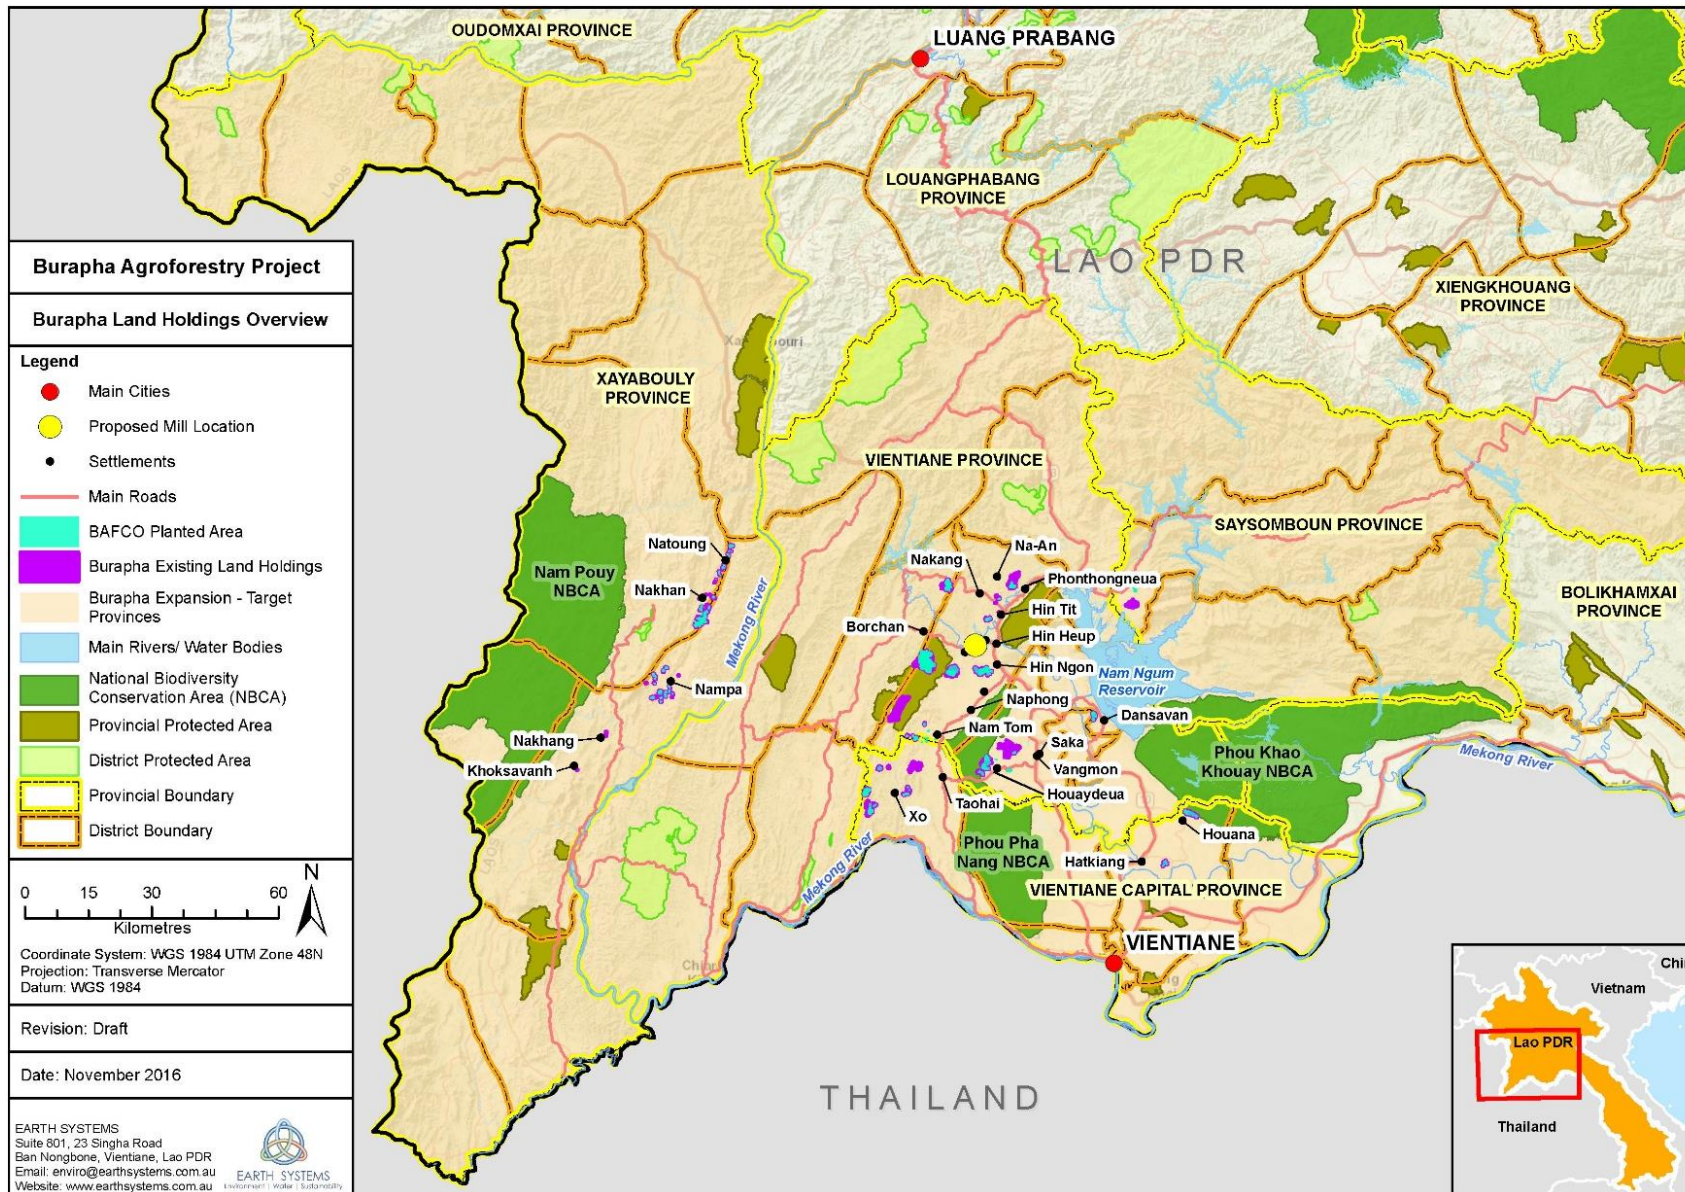 OUDOMXAI PROVINCE
LUANG PRABANG
LOUANGPHABANG
PROVINCE
LAO PDR
XIENGKHOUANG
PROVINCE
Burapha Agroforestry Project
Burapha Land Holdings Overview
Legend
Main Cities
Proposed Mill Location
Settlements
Main Roads
BAFCO Planted Area
Burapha Existing Land Holdings
Burapha Expansion - Target
Provinces
Main Rivers/ Water Bodies
National Biodiversity
Conservation Area (NBCA)
Provincial Protected Area
District Protected Area
Provincial Boundary
District Boundary
0 15 30 60
Kilometres
N
Coordinate System: WGS 1984 UTM Zone 48N
Projection: Transverse Mercator
Datum: WGS 1984
Revision: Draft
Date: November 2016
EARTH SYSTEMS
Suite 801, 23 Singha Road
Ban Nongbone, Vientiane, Lao PDR
Email: enviro@earthsystems.com.au
Website: www.earthsystems.com.au
EARTH SYSTEMS
Environment | Water | Sustainability
XAYABOULY
PROVINCE
VIENTIANE PROVINCE
SAYSOMBOUN PROVINCE
BOLIKHAMXAI
PROVINCE
Nam Pouy
NBCA
Natoung
Nakhan
Mekong River
Nampa
Nakhang
Khoksavanh
Nakang
Na-An
Phonthongneua
Hin Tit
Borchan
Hin Heup
Hin Ngon
Nam Ngum
Reservoir
Naphong
Dansavan
Nam Tom
Saka
Vangmon
Phou Khao
Khouay NBCA
Mekong River
Houaydeua
Taohai
Xo
Houana
Mekong River
Phou Pha
Nang NBCA
Hatkiang
VIENTIANE CAPITAL PROVINCE
VIENTIANE
THAILAND
Vietnam
Lao PDR
Thailand